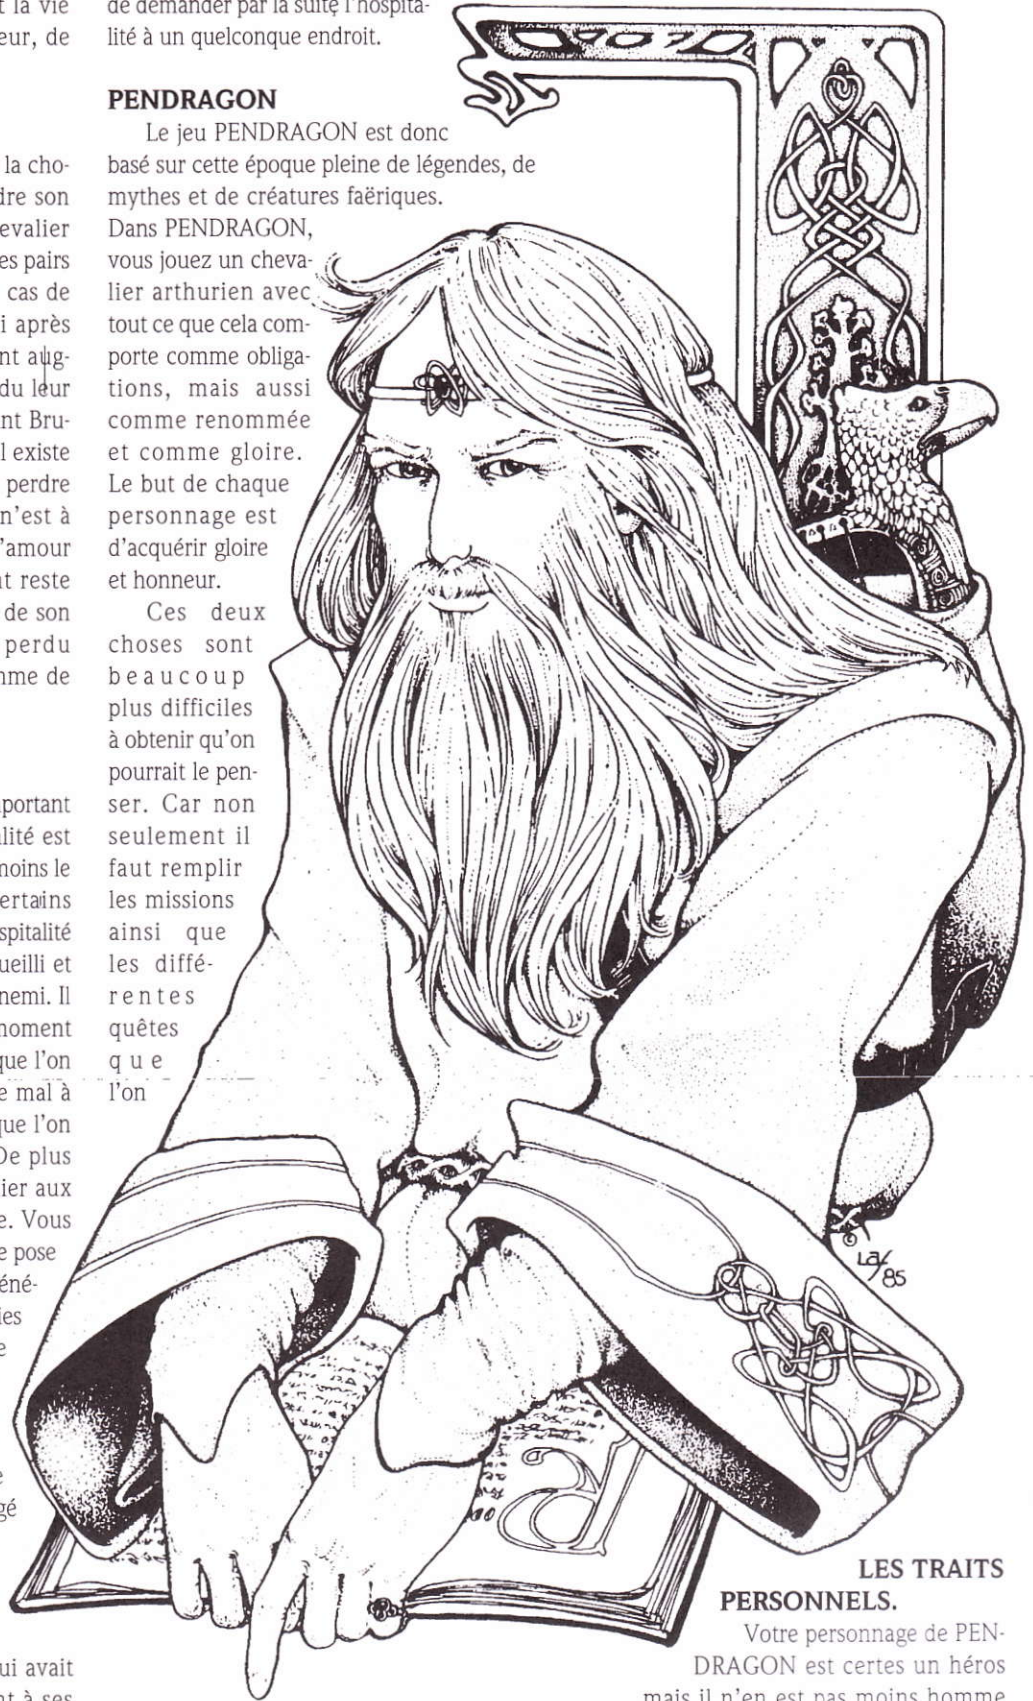 t la vie
eur, de
la cho-
dre son
evalier
es pairs
cas de
i après
nt aug-
du leur
nt Bru-
l existe
perdre
n'est à
'amour
nt reste
de son
perdu
nme de
portant
alité est
moins le
ertains
spitalité
ueilli et
nemi. Il
moment
que l'on
e mal à
que l'on
De plus
ier aux
e. Vous
e pose
éné-
ies
e
e
gé
ui avait
nt à ses
de demander par la suite l'hospita-
lité à un quelconque endroit.
PENDRAGON
Le jeu PENDRAGON est donc
basé sur cette époque pleine de légendes, de
mythes et de créatures faëriques.
Dans PENDRAGON,
vous jouez un cheva-
lier arthurien avec
tout ce que cela com-
porte comme obliga-
tions, mais aussi
comme renommée
et comme gloire.
Le but de chaque
personnage est
d'acquérir gloire
et honneur.
Ces deux
choses sont
beaucoup
plus difficiles
à obtenir qu'on
pourrait le pen-
ser. Car non
seulement il
faut remplir
les missions
ainsi que
les diffé-
rentes
quêtes
que
l'on
85
a
LES TRAITS
PERSONNELS.
Votre personnage de PEN-
DRAGON est certes un héros
mais il n'en est pas moins homme